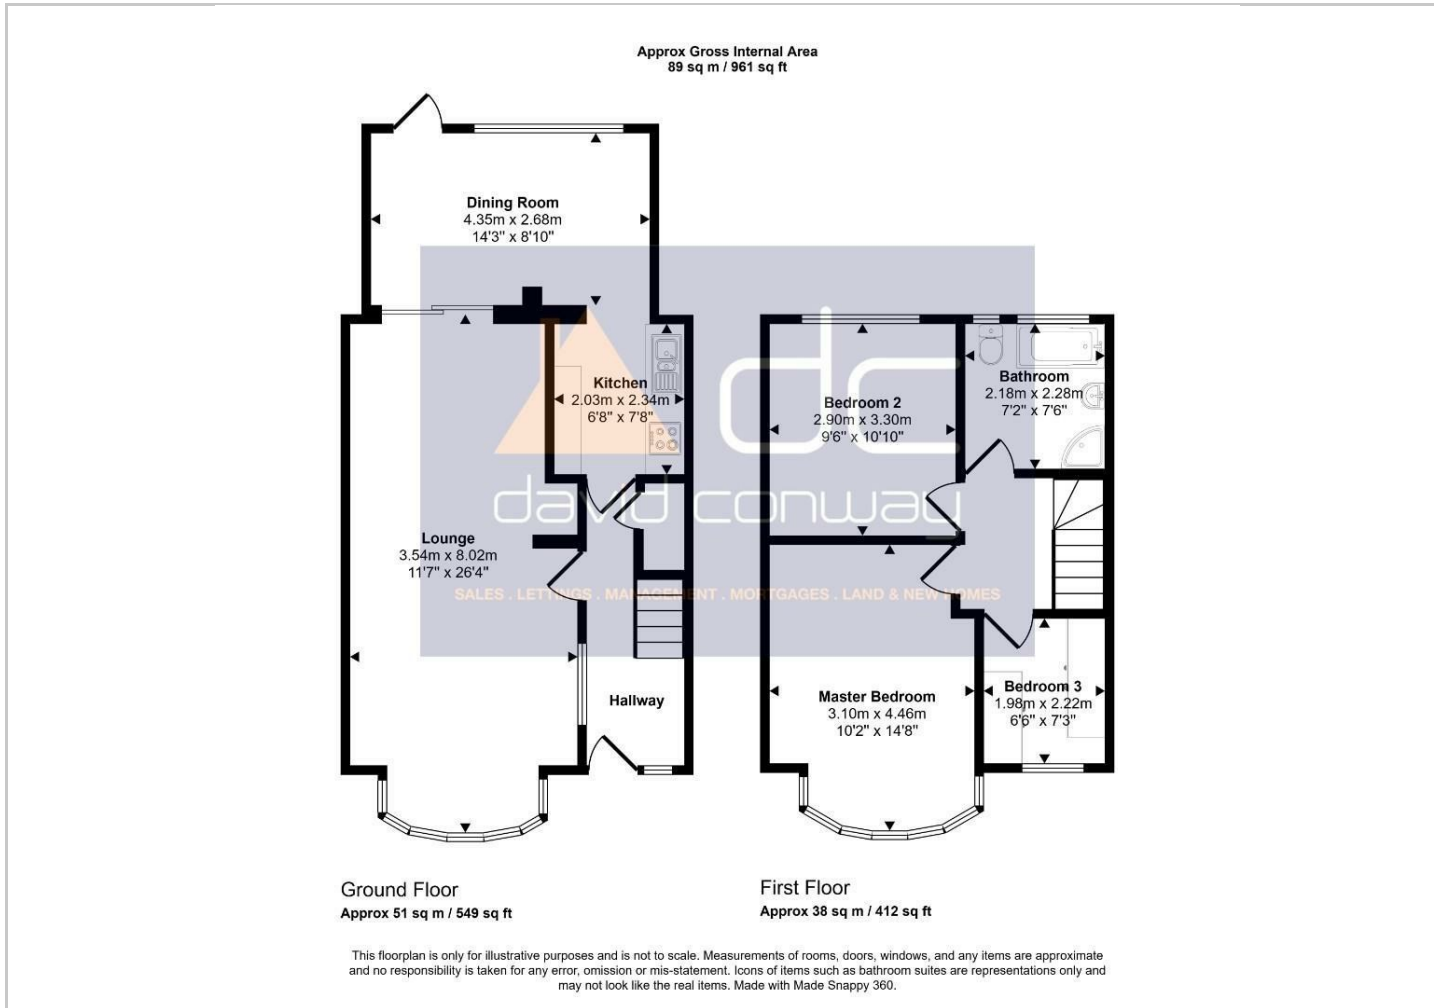 Approx Gross Internal Area
89 sq m / 961 sq ft
Dining Room
4.35m x 2.68m
14'3" x 8'10"
Kitchen
2.03m x 2.34m
6'8" x 7'8"
Lounge
3.54m x 8.02m
11'7" x 26'4"
Hallway
Bedroom 2
2.90m x 3.30m
9'6" x 10'10"
Bathroom
2.18m x 2.28m
7'2" x 7'6"
Master Bedroom
3.10m x 4.46m
10'2" x 14'8"
Bedroom 3
1.98m x 2.22m
6'6" x 7'3"
dc
david conway
SALES . LETTINGS . MANAGEMENT . MORTGAGES . LAND & NEW HOMES
Ground Floor
Approx 51 sq m / 549 sq ft
First Floor
Approx 38 sq m / 412 sq ft
This floorplan is only for illustrative purposes and is not to scale. Measurements of rooms, doors, windows, and any items are approximate
and no responsibility is taken for any error, omission or mis-statement. Icons of items such as bathroom suites are representations only and
may not look like the real items. Made with Made Snappy 360.